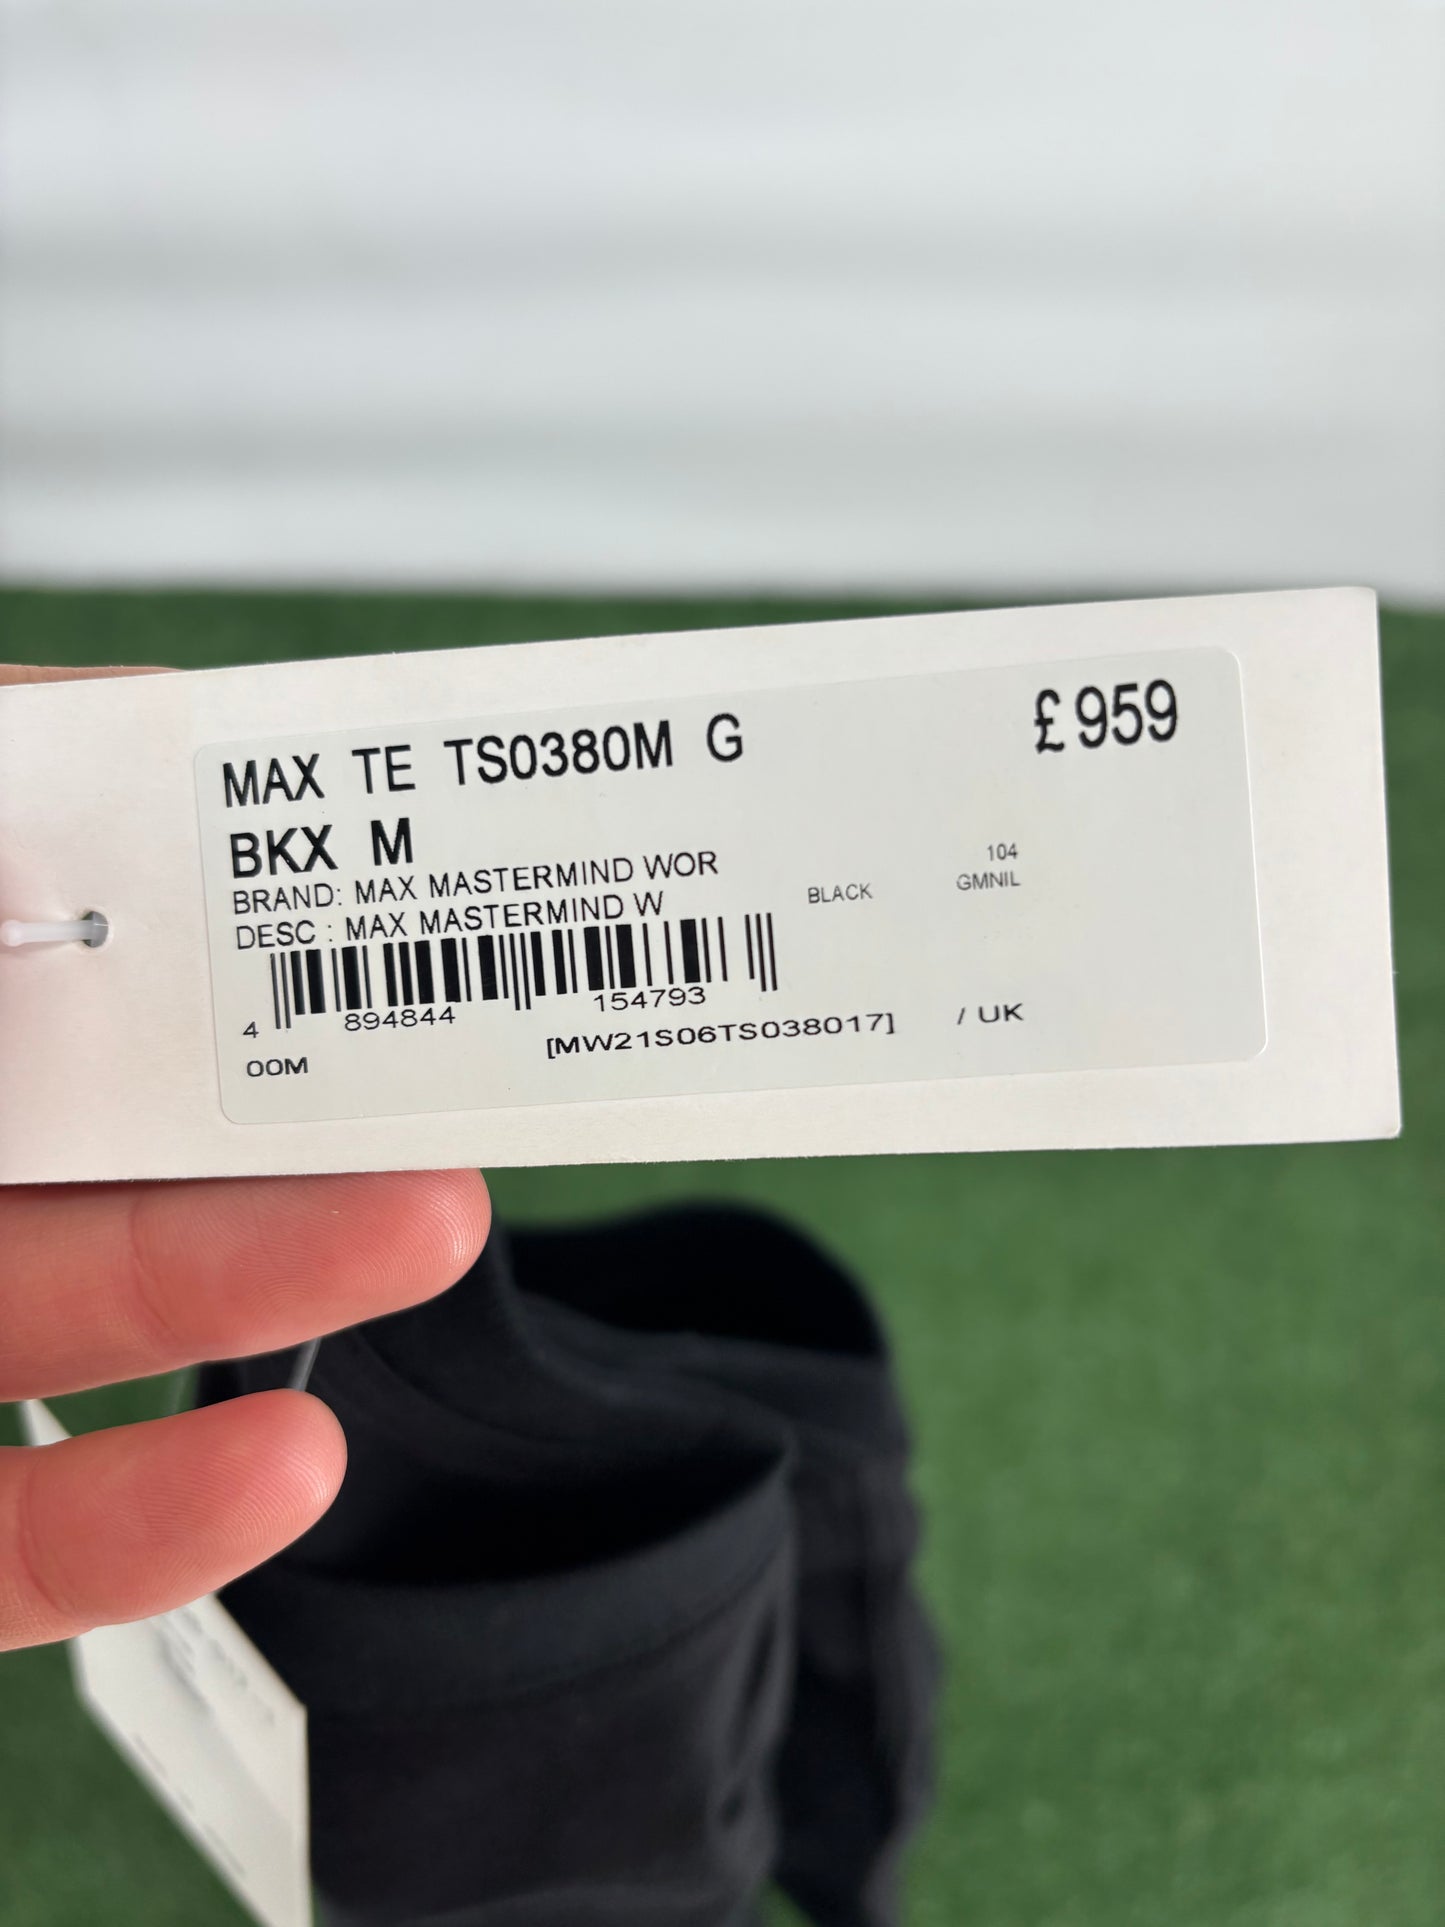 MAX TE TS0380M G £959
BKX M
BRAND: MAX MASTERMIND WOR 104
DESC : MAX MASTERMIND W BLACK GMNIL
4 894844 154793
00M [MW21S06TS038017] / UK